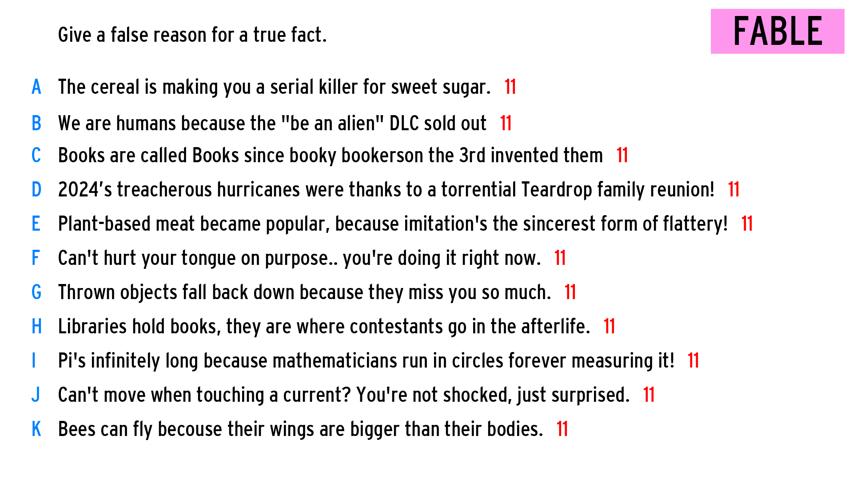 Give a false reason for a true fact.
FABLE
A The cereal is making you a serial killer for sweet sugar. 11
B We are humans because the "be an alien" DLC sold out 11
C Books are called Books since booky bookerson the 3rd invented them 11
D 2024's treacherous hurricanes were thanks to a torrential Teardrop family reunion! 11
E Plant-based meat became popular, because imitation's the sincerest form of flattery! 11
F Can't hurt your tongue on purpose.. you're doing it right now. 11
G Thrown objects fall back down because they miss you so much. 11
H Libraries hold books, they are where contestants go in the afterlife. 11
I Pi's infinitely long because mathematicians run in circles forever measuring it! 11
J Can't move when touching a current? You're not shocked, just surprised. 11
K Bees can fly becouse their wings are bigger than their bodies. 11